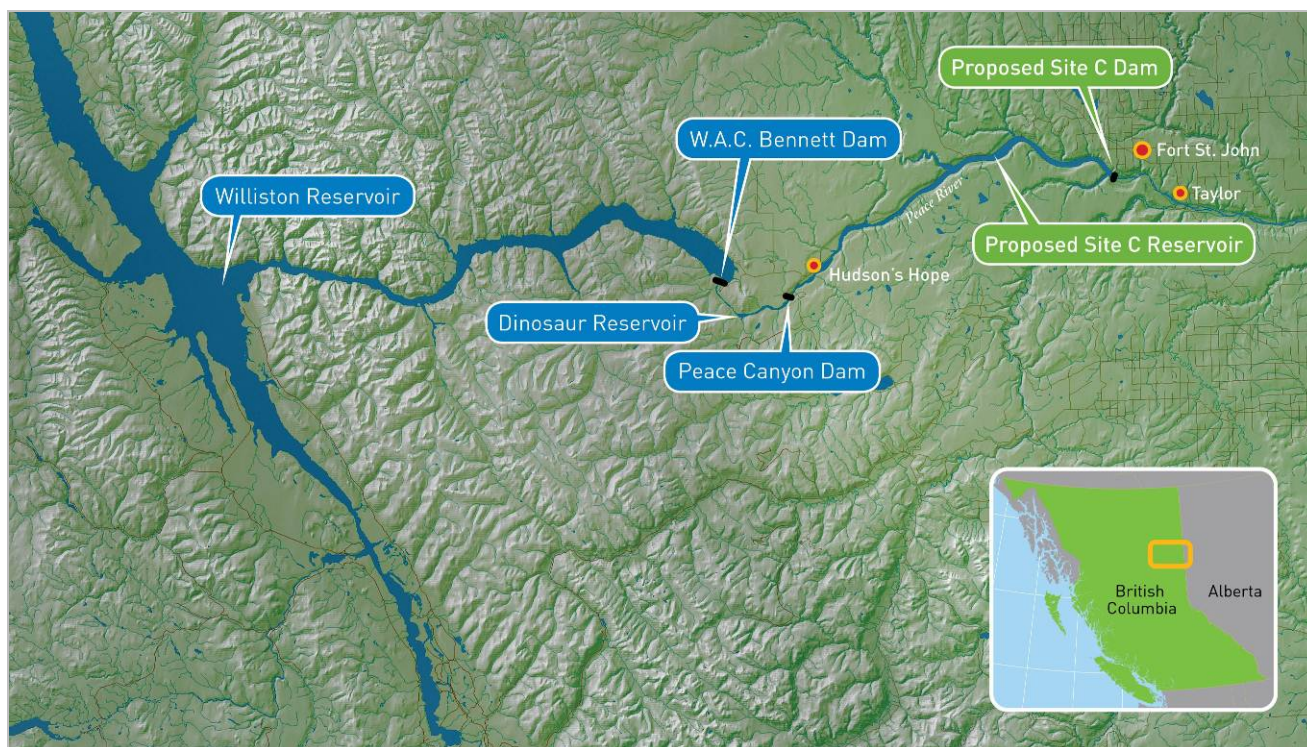 Proposed Site C Dam
W.A.C. Bennett Dam
Fort St. John
Williston Reservoir
Taylor
Peace River
Proposed Site C Reservoir
Hudson's Hope
Dinosaur Reservoir
Peace Canyon Dam
British
Columbia
Alberta